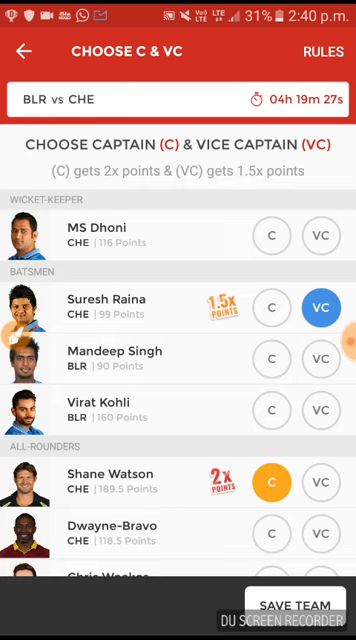 31% 2:40 p.m.
CHOOSE C & VC
RULES
BLR vs CHE
04h 19m 27s
CHOOSE CAPTAIN (C) & VICE CAPTAIN (VC)
(C) gets 2x points & (VC) gets 1.5x points
WICKET-KEEPER
MS Dhoni
CHE | 116 Points
C
VC
BATSMEN
Suresh Raina
CHE | 99 Points
1.5x
POINTS
C
VC
Mandeep Singh
BLR | 90 Points
C
VC
Virat Kohli
BLR | 160 Points
C
VC
ALL-ROUNDERS
Shane Watson
CHE | 189.5 Points
2x
POINTS
C
VC
Dwayne-Bravo
CHE | 118.5 Points
C
VC
SAVE TEAM
DU SCREEN RECORDER